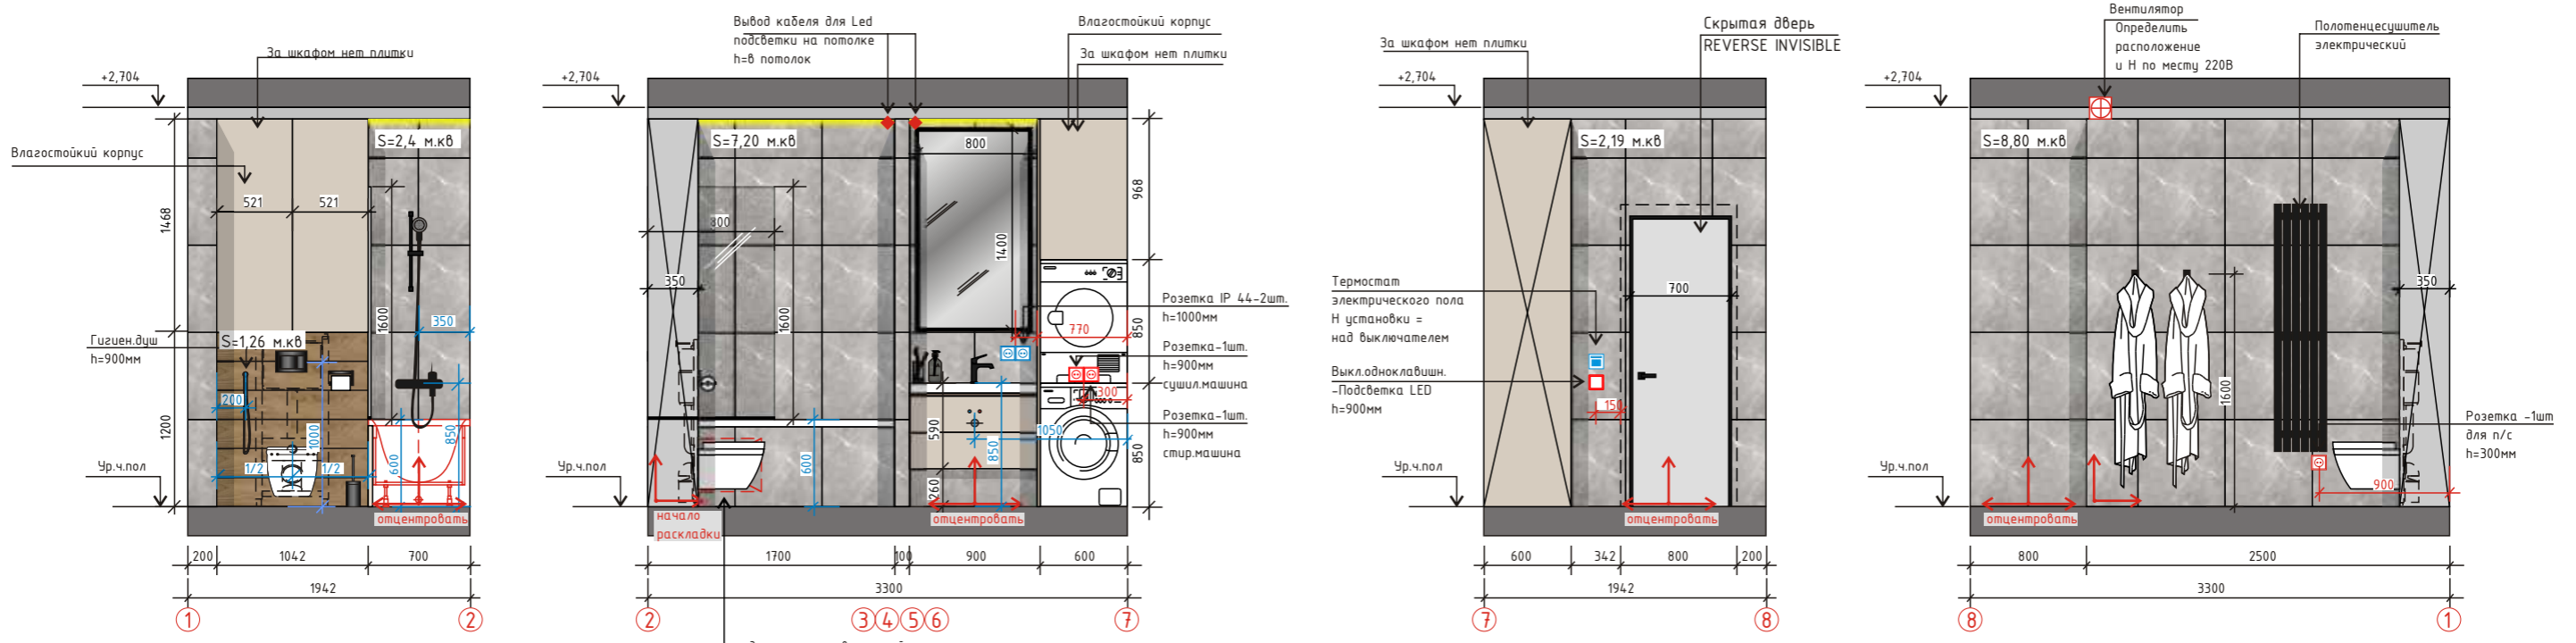 За шкафом нет плитки
+2,704
S=2,4 м.кв
Влагостойкий корпус
521
521
1468
1600
350
Гигиен.душ
h=900мм
S=1,26 м.кв
200
1000
1/2
1/2
600
850
1200
Ур.ч.пол
отцентровать
200
1042
700
1942
1
2
Вывод кабеля для Led
подсветки на потолке
h=в потолок
Влагостойкий корпус
За шкафом нет плитки
+2,704
S=7,20 м.кв
800
800
1400
350
1600
968
850
850
770
300
1050
590
850
260
600
Розетка IP 44-2шт.
h=1000мм
Розетка-1шт.
h=900мм
сушил.машина
Розетка-1шт.
h=900мм
стир.машина
Ур.ч.пол
начало
раскладки
отцентровать
1700
100
900
600
3300
2
3
4
5
6
7
За шкафом нет плитки
Скрытая дверь
REVERSE INVISIBLE
+2,704
S=2,19 м.кв
700
Термостат
электрического пола
Н установки =
над выключателем
Выкл.одноклавишн.
-Подсветка LED
h=900мм
150
Ур.ч.пол
отцентровать
600
342
800
200
1942
7
8
Вентилятор
Определить
расположение
и Н по месту 220В
Полотенцесушитель
электрический
+2,704
S=8,80 м.кв
350
1600
Розетка -1шт
для п/с
h=300мм
900
Ур.ч.пол
отцентровать
800
2500
3300
8
1